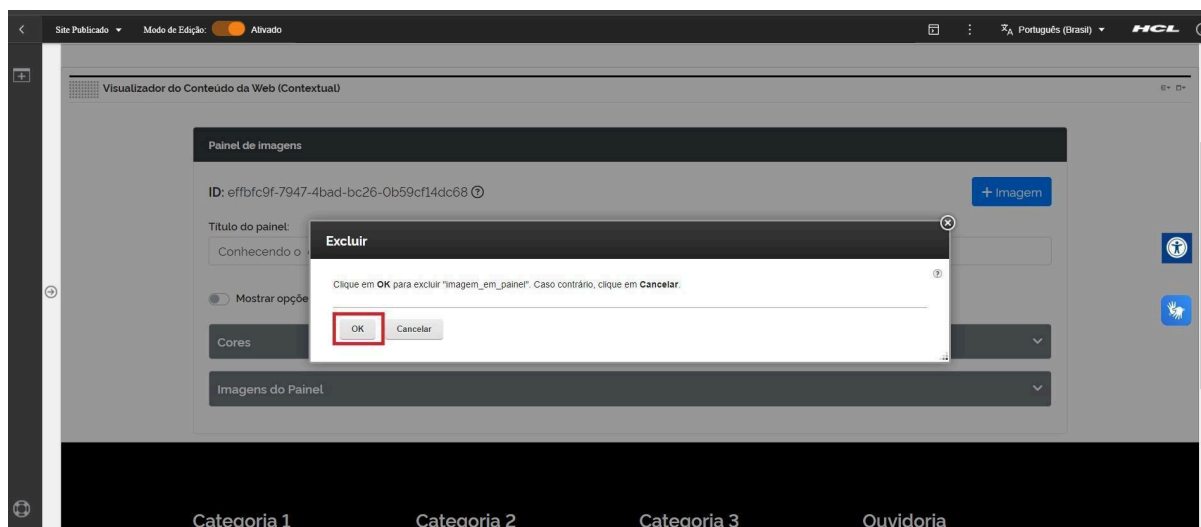 Site Publicado
Modo de Edição:
Ativado
Português (Brasil)
HCL
Visualizador do Conteúdo da Web (Contextual)
Painel de imagens
ID: effbfc9f-7947-4bad-bc26-0b59cf14dc68
+ Imagem
Título do painel:
Conhecendo o
Excluir
Clique em OK para excluir "imagem_em_painel". Caso contrário, clique em Cancelar.
OK
Cancelar
Mostrar opçõe
Cores
Imagens do Painel
Categoria 1
Categoria 2
Categoria 3
Ouvidoria